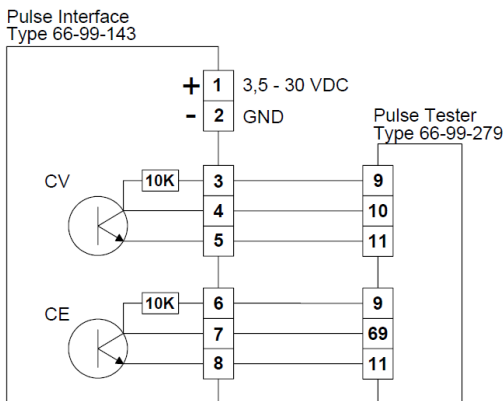 Pulse Interface
Type 66-99-143
+ 1 3,5 - 30 VDC
- 2 GND
Pulse Tester
Type 66-99-279
CV
10K 3 9
4 10
5 11
CE
10K 6 9
7 69
8 11